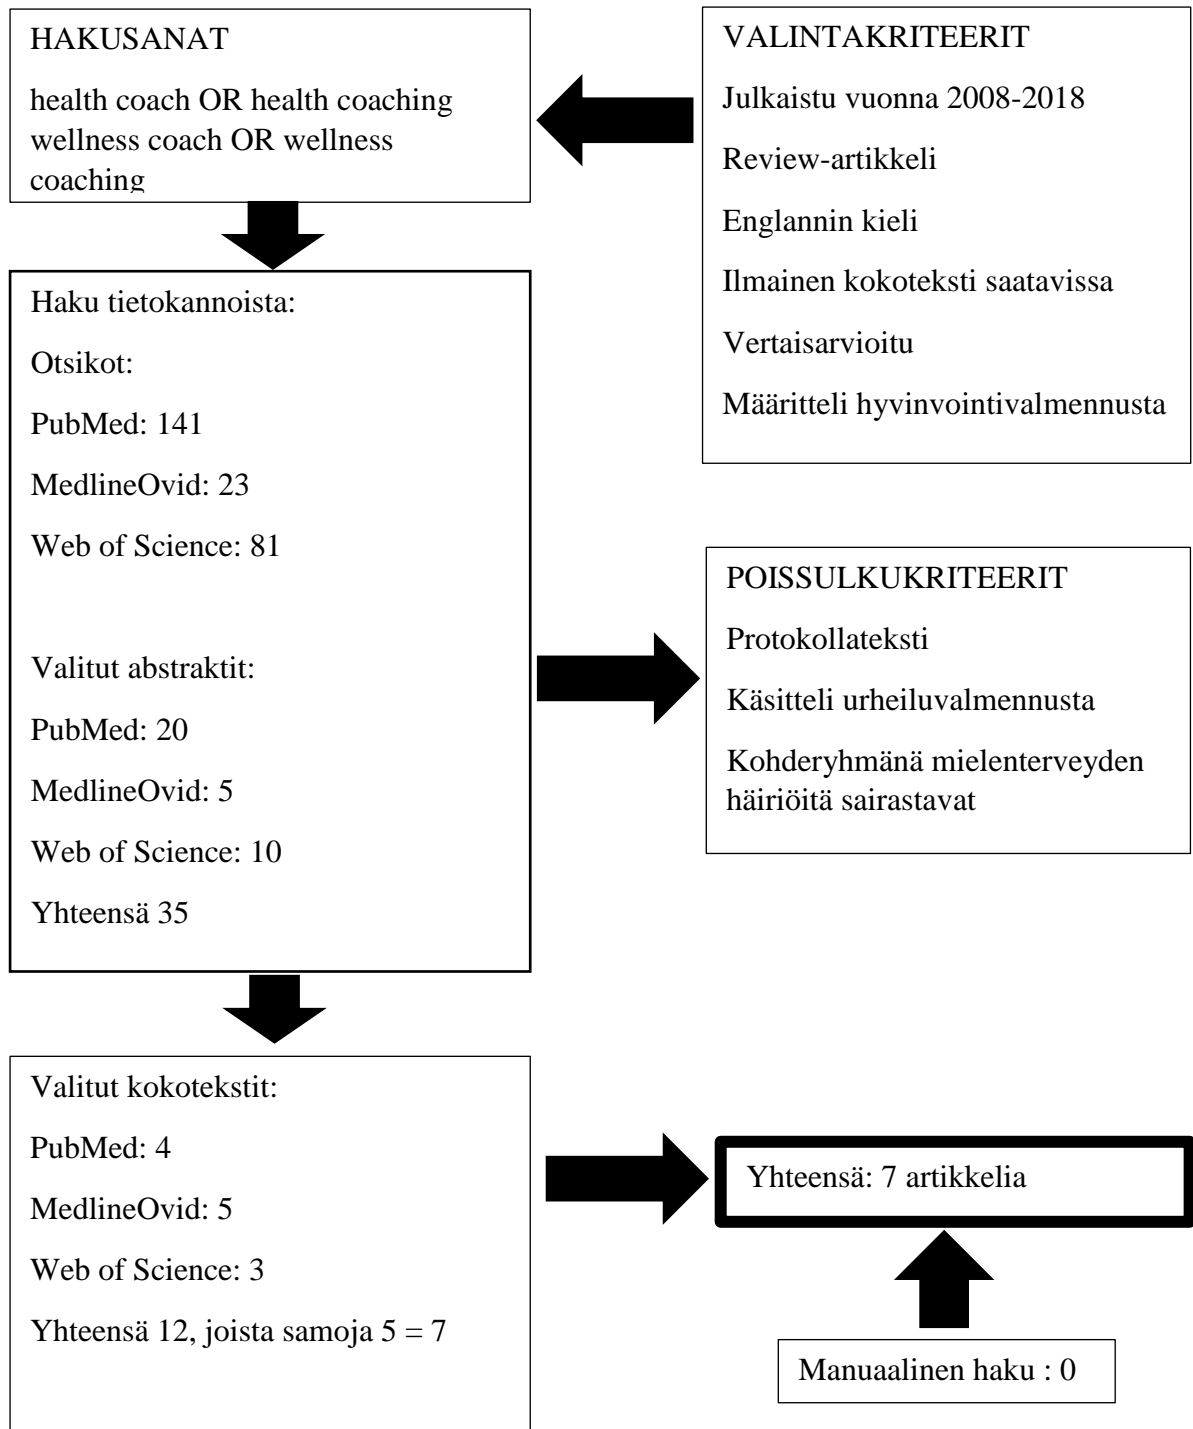 HAKUSANAT
health coach OR health coaching
wellness coach OR wellness
coaching
VALINTAKRITEERIT
Julkaistu vuonna 2008-2018
Review-artikkeli
Englannin kieli
Ilmainen kokoteksti saatavissa
Vertaisarvioitu
Määritteli hyvinvointivalmennusta
Haku tietokannoista:
Otsikot:
PubMed: 141
MedlineOvid: 23
Web of Science: 81
Valitut abstraktit:
PubMed: 20
MedlineOvid: 5
Web of Science: 10
Yhteensä 35
POISSULKUKRITEERIT
Protokollateksti
Käsitteli urheiluvalmennusta
Kohderyhmänä mielenterveyden
häiriöitä sairastavat
Valitut kokotekstit:
PubMed: 4
MedlineOvid: 5
Web of Science: 3
Yhteensä 12, joista samoja 5 = 7
Yhteensä: 7 artikkelia
Manuaalinen haku : 0